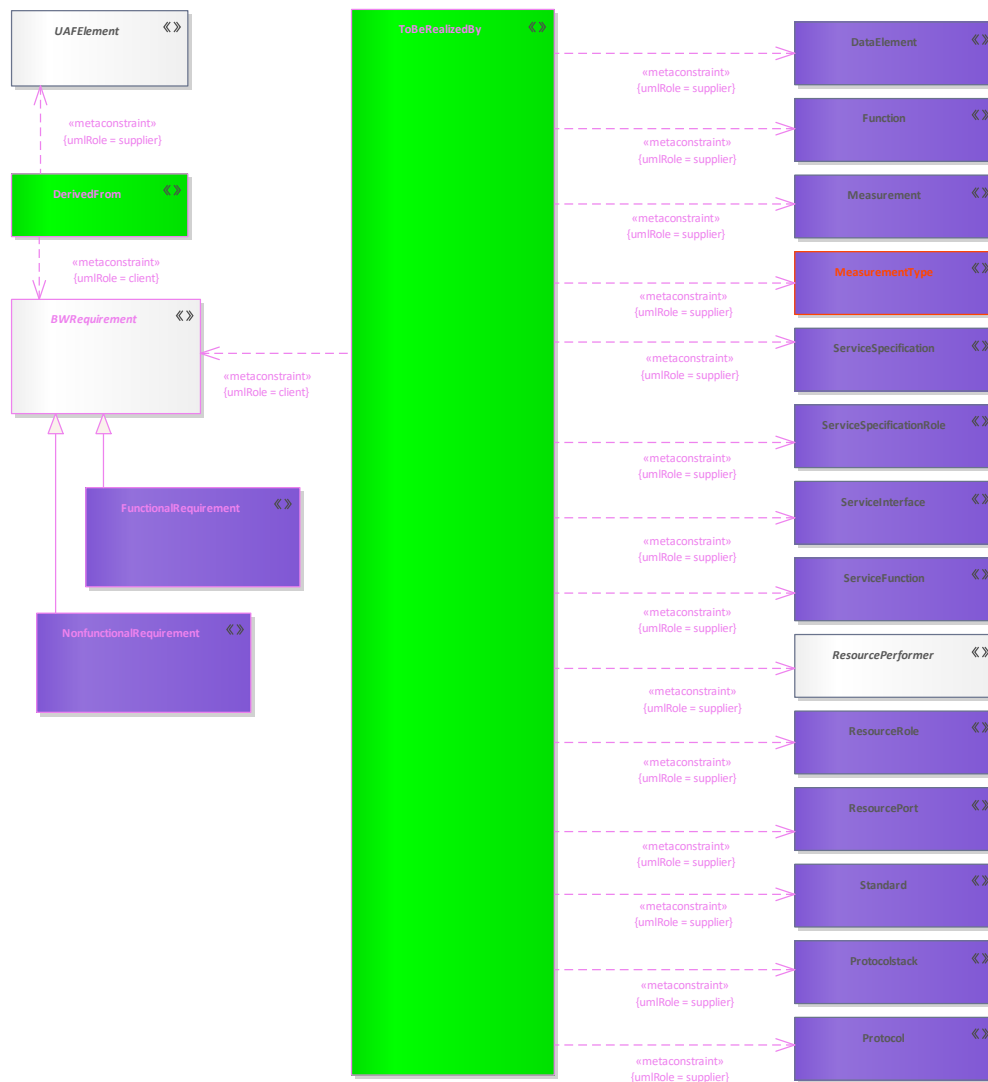 UAFElement
«metaconstraint»
{umlRole = supplier}
DerivedFrom
«metaconstraint»
{umlRole = client}
BWRequirement
«metaconstraint»
{umlRole = client}
FunctionalRequirement
NonfunctionalRequirement
ToBeRealizedBy
«metaconstraint»
{umlRole = supplier}
DataElement
«metaconstraint»
{umlRole = supplier}
Function
«metaconstraint»
{umlRole = supplier}
Measurement
«metaconstraint»
{umlRole = supplier}
MeasurementType
«metaconstraint»
{umlRole = supplier}
ServiceSpecification
«metaconstraint»
{umlRole = supplier}
ServiceSpecificationRole
«metaconstraint»
{umlRole = supplier}
ServiceInterface
«metaconstraint»
{umlRole = supplier}
ServiceFunction
«metaconstraint»
{umlRole = supplier}
ResourcePerformer
«metaconstraint»
{umlRole = supplier}
ResourceRole
«metaconstraint»
{umlRole = supplier}
ResourcePort
«metaconstraint»
{umlRole = supplier}
Standard
«metaconstraint»
{umlRole = supplier}
Protocolstack
«metaconstraint»
{umlRole = supplier}
Protocol